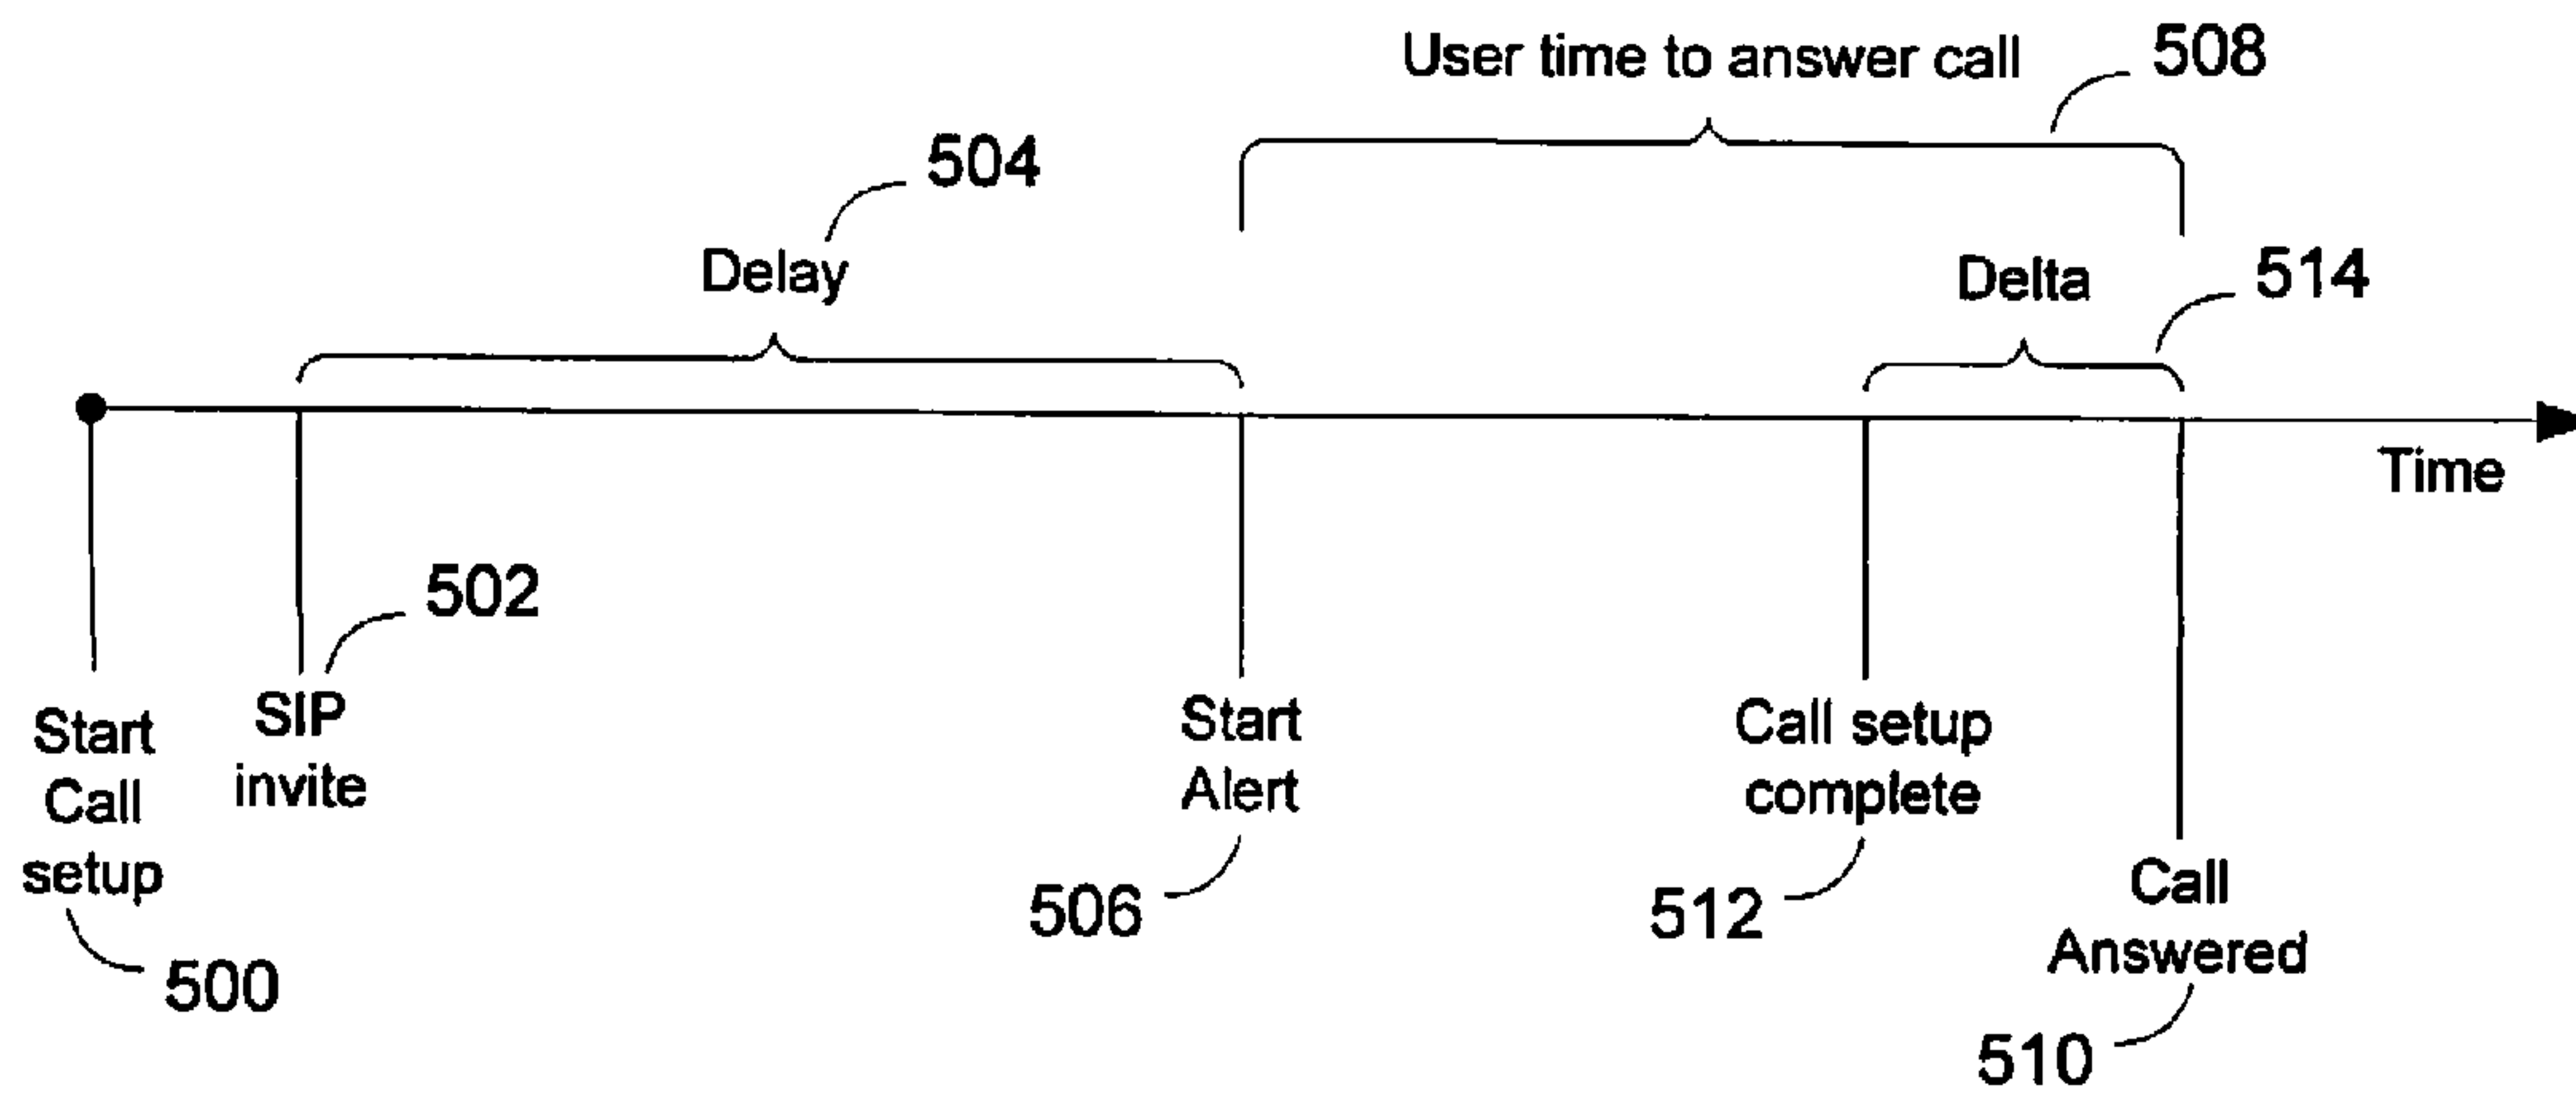 User time to answer call
508
504
Delay
Delta
514
Time
502
SIP
invite
Start
Call
setup
500
Start
Alert
506
Call setup
complete
512
Call
Answered
510